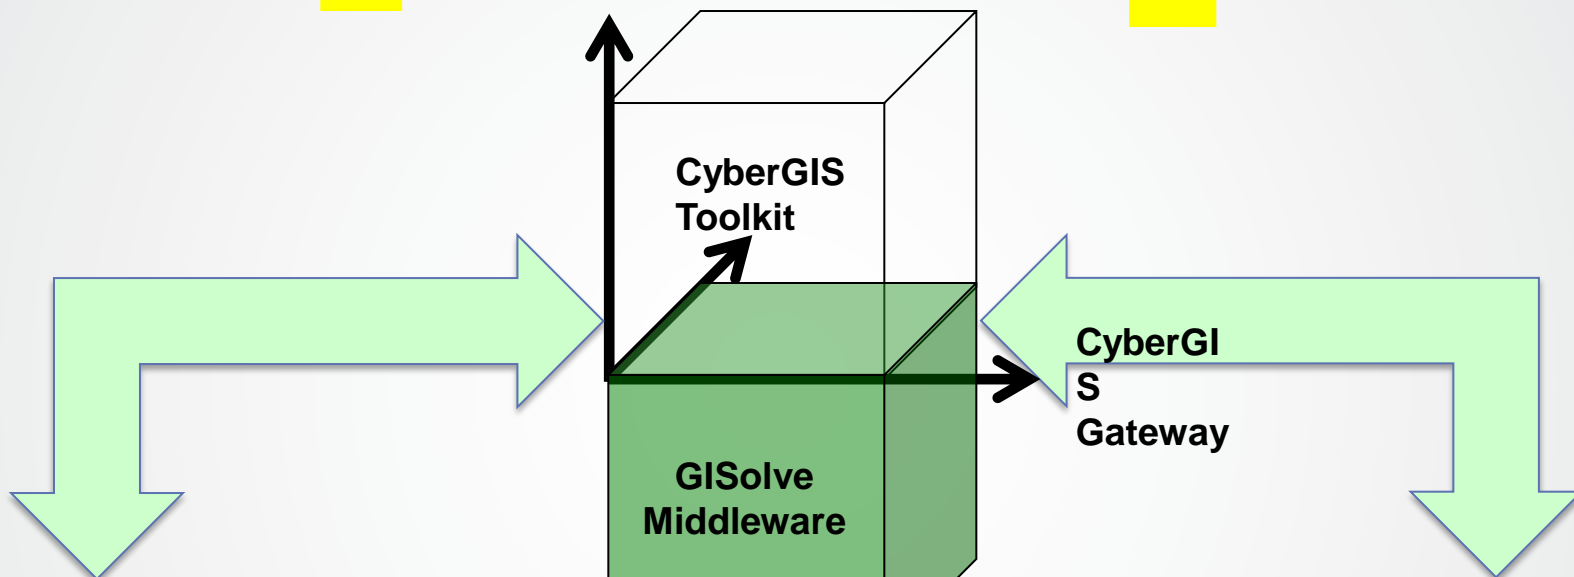 CyberGIS
Toolkit
CyberGI
S
Gateway
GISolve
Middleware